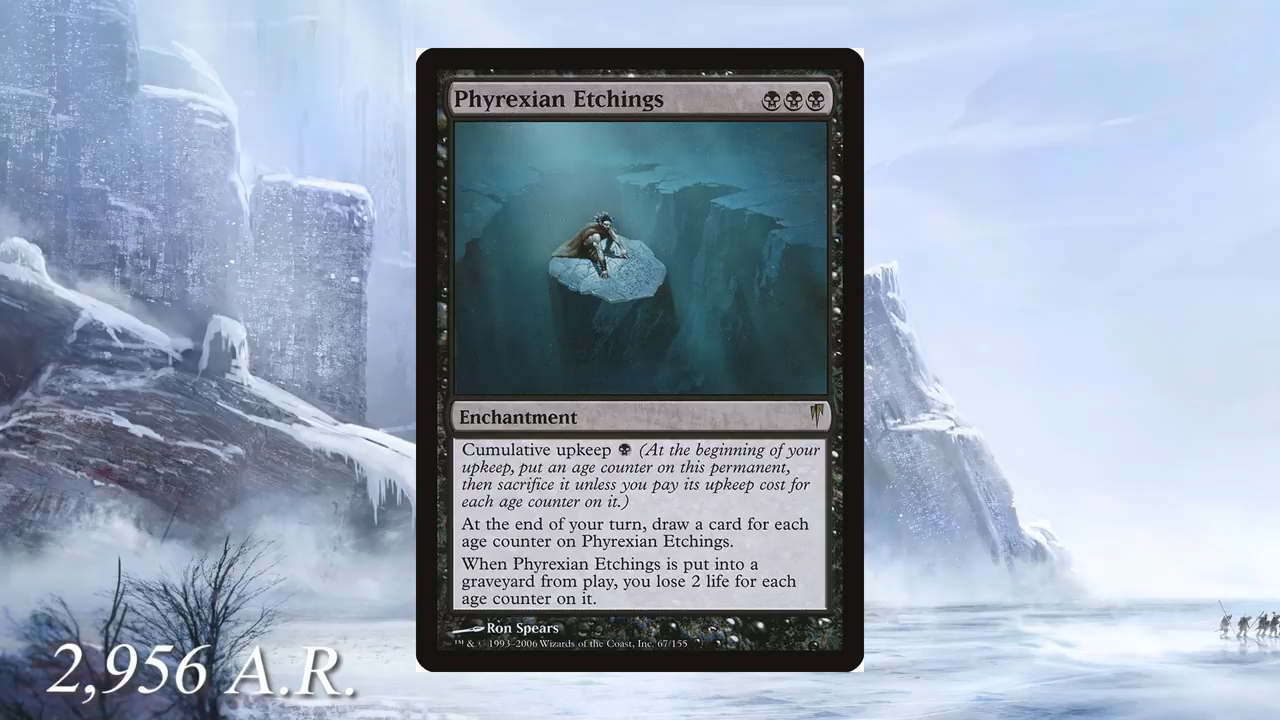 Phyrexian Etchings
Enchantment
Cumulative upkeep (At the beginning of your
upkeep, put an age counter on this permanent,
then sacrifice it unless you pay its upkeep cost for
each age counter on it.)
At the end of your turn, draw a card for each
age counter on Phyrexian Etchings.
When Phyrexian Etchings is put into a
graveyard from play, you lose 2 life for each
age counter on it.
Ron Spears
™ & © 1993–2006 Wizards of the Coast, Inc. 67/155
2,956 A.R.